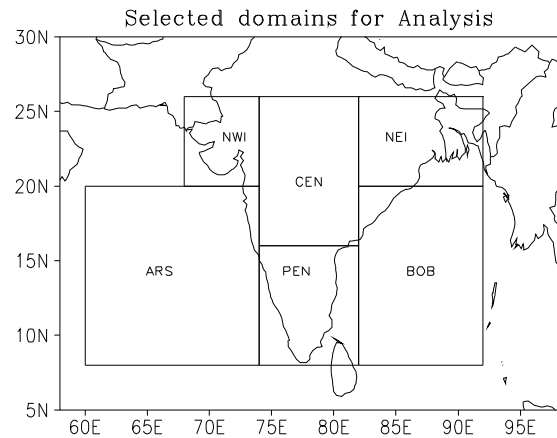 Selected domains for Analysis
30N
25N
NWI
NEI
CEN
20N
15N
ARS
PEN
BOB
10N
5N
60E 65E 70E 75E 80E 85E 90E 95E